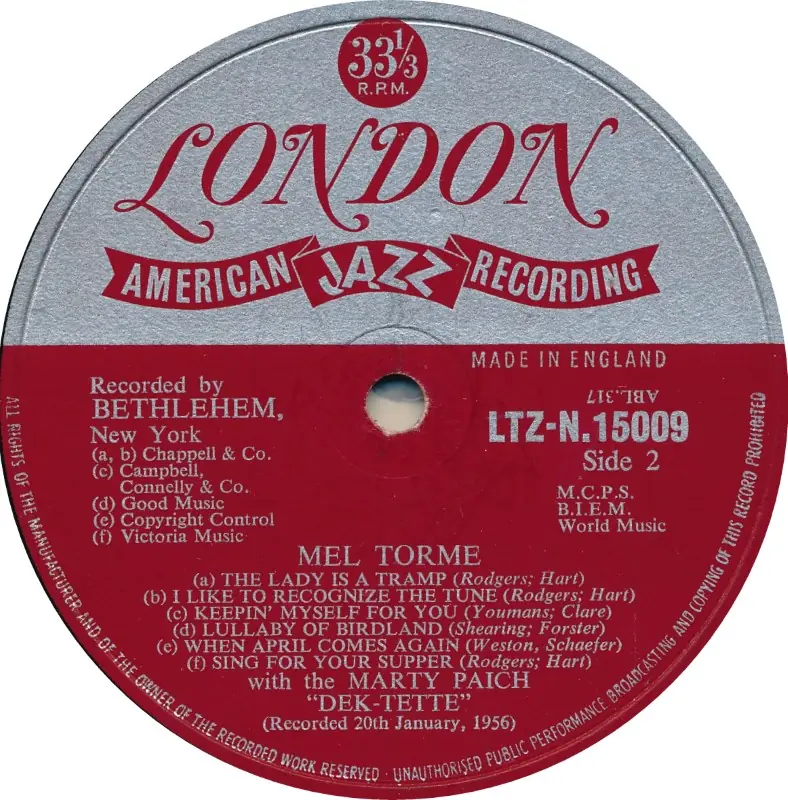 33⅓
R.P.M.
LONDON
AMERICAN JAZZ RECORDING
MADE IN ENGLAND
Recorded by
BETHLEHEM,
New York
(a, b) Chappell & Co.
(c) Campbell,
Connelly & Co.
(d) Good Music
(e) Copyright Control
(f) Victoria Music
ABL.317
LTZ-N.15009
Side 2
M.C.P.S.
B.I.E.M.
World Music
MEL TORME
(a) THE LADY IS A TRAMP (Rodgers; Hart)
(b) I LIKE TO RECOGNIZE THE TUNE (Rodgers; Hart)
(c) KEEPIN' MYSELF FOR YOU (Youmans; Clare)
(d) LULLABY OF BIRDLAND (Shearing; Forster)
(e) WHEN APRIL COMES AGAIN (Weston, Schaefer)
(f) SING FOR YOUR SUPPER (Rodgers; Hart)
with the MARTY PAICH
"DEK-TETTE"
(Recorded 20th January, 1956)
ALL RIGHTS OF THE MANUFACTURER AND OF THE OWNER OF THE RECORDED WORK RESERVED · UNAUTHORISED PUBLIC PERFORMANCE BROADCASTING AND COPYING OF THIS RECORD PROHIBITED